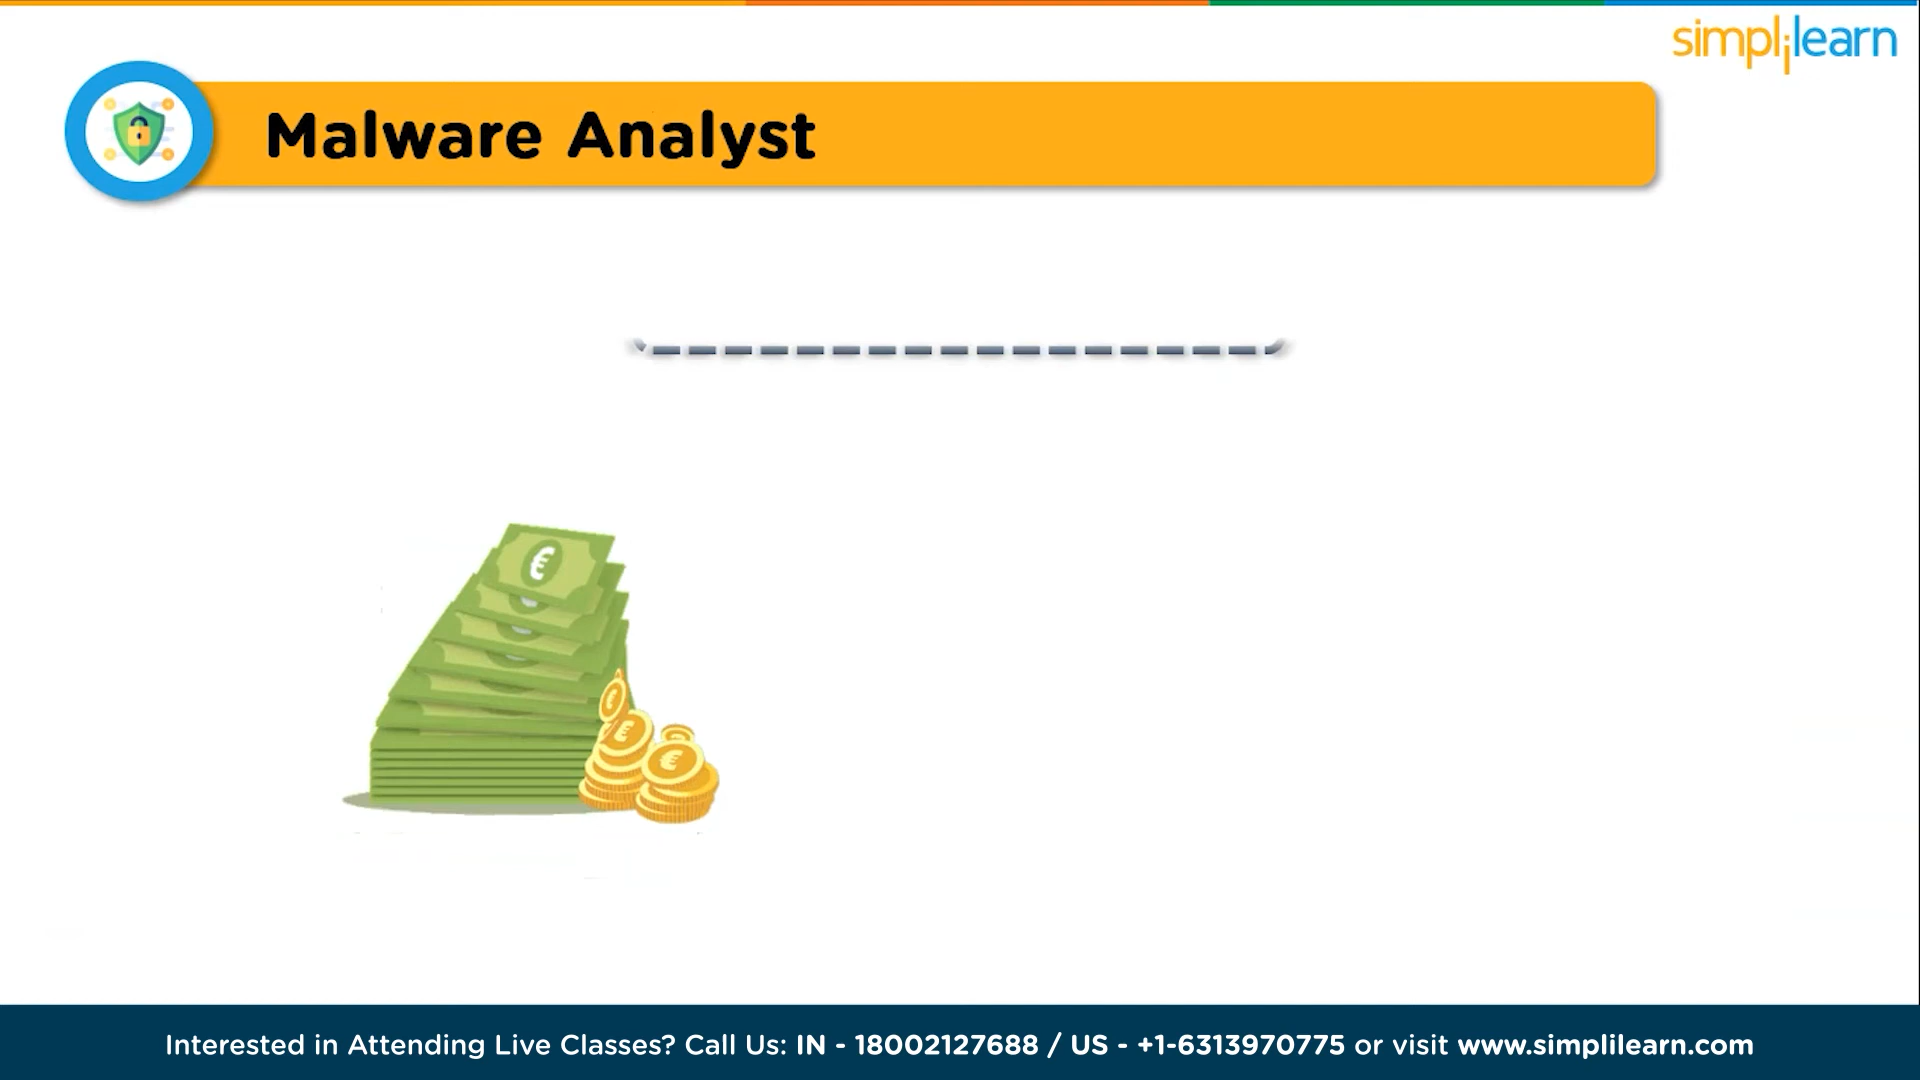 simplilearn
Malware Analyst
€
€
€
€
Interested in Attending Live Classes? Call Us: IN - 18002127688 / US - +1-6313970775 or visit www.simplilearn.com